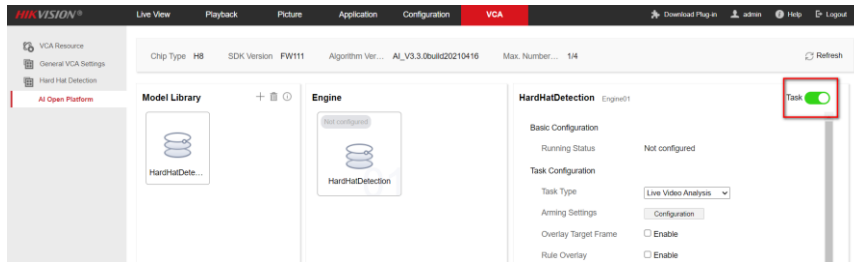 HIKVISION® Live View Playback Picture Application Configuration VCA Download Plug-in admin Help Logout
VCA Resource
General VCA Settings
Hard Hat Detection
AI Open Platform
Chip Type H8 SDK Version FW111 Algorithm Ver... AI_V3.3.0build20210416 Max. Number... 1/4 Refresh
Model Library
HardHatDete...
Engine
Not configured
HardHatDetection
HardHatDetection Engine01 Task
Basic Configuration
Running Status Not configured
Task Configuration
Task Type Live Video Analysis
Arming Settings Configuration
Overlay Target Frame Enable
Rule Overlay Enable